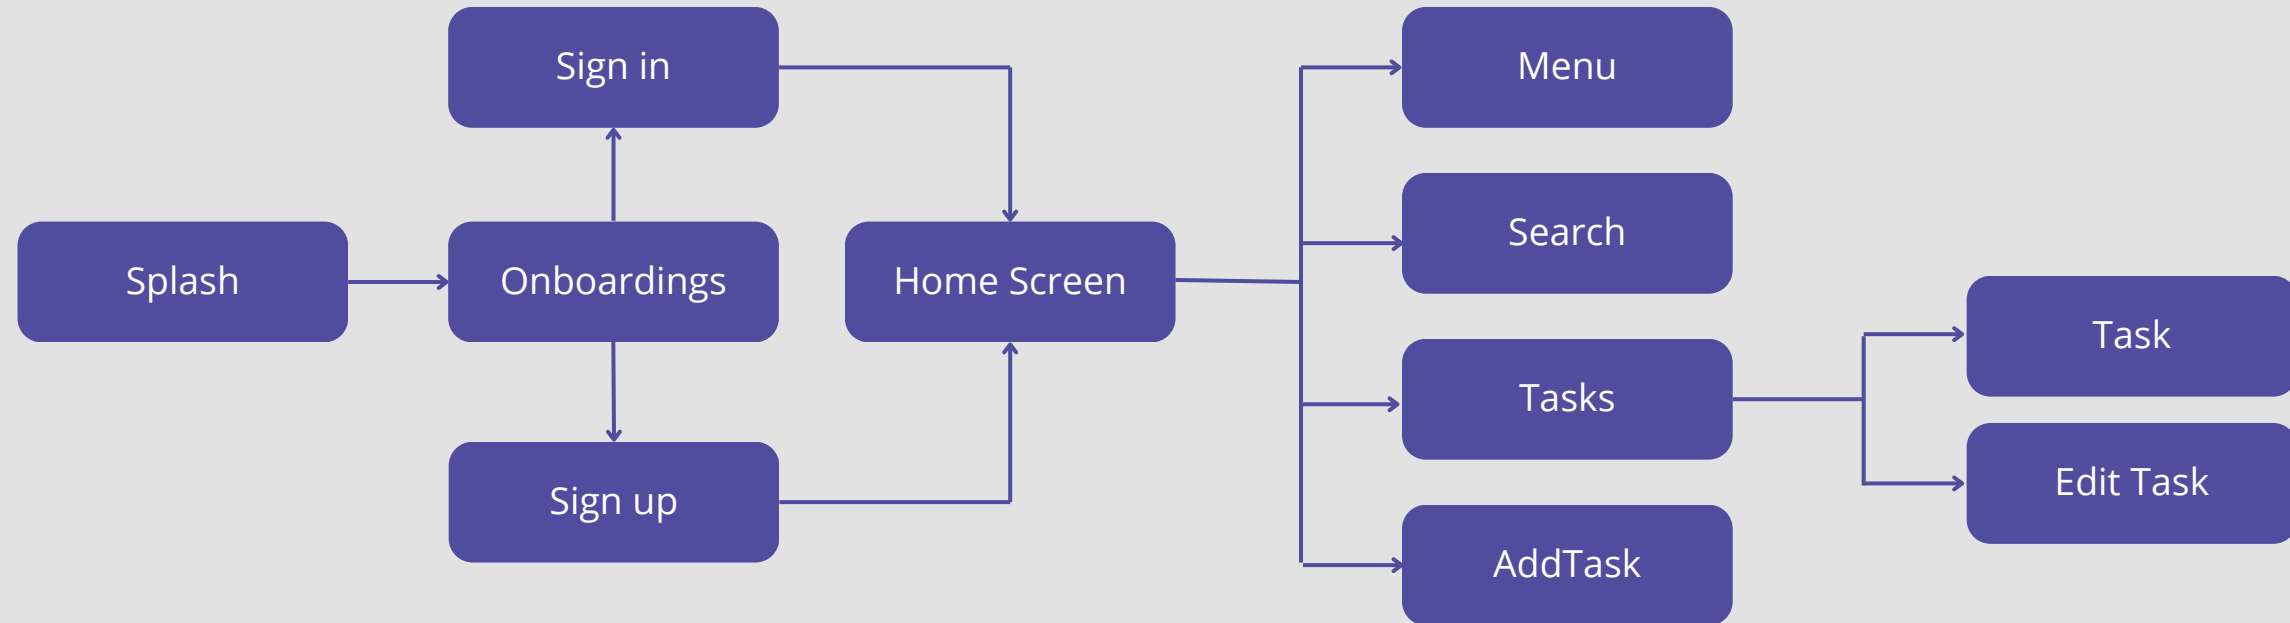 Sign in
Menu
Search
Splash
Onboardings
Home Screen
Task
Tasks
Edit Task
Sign up
AddTask